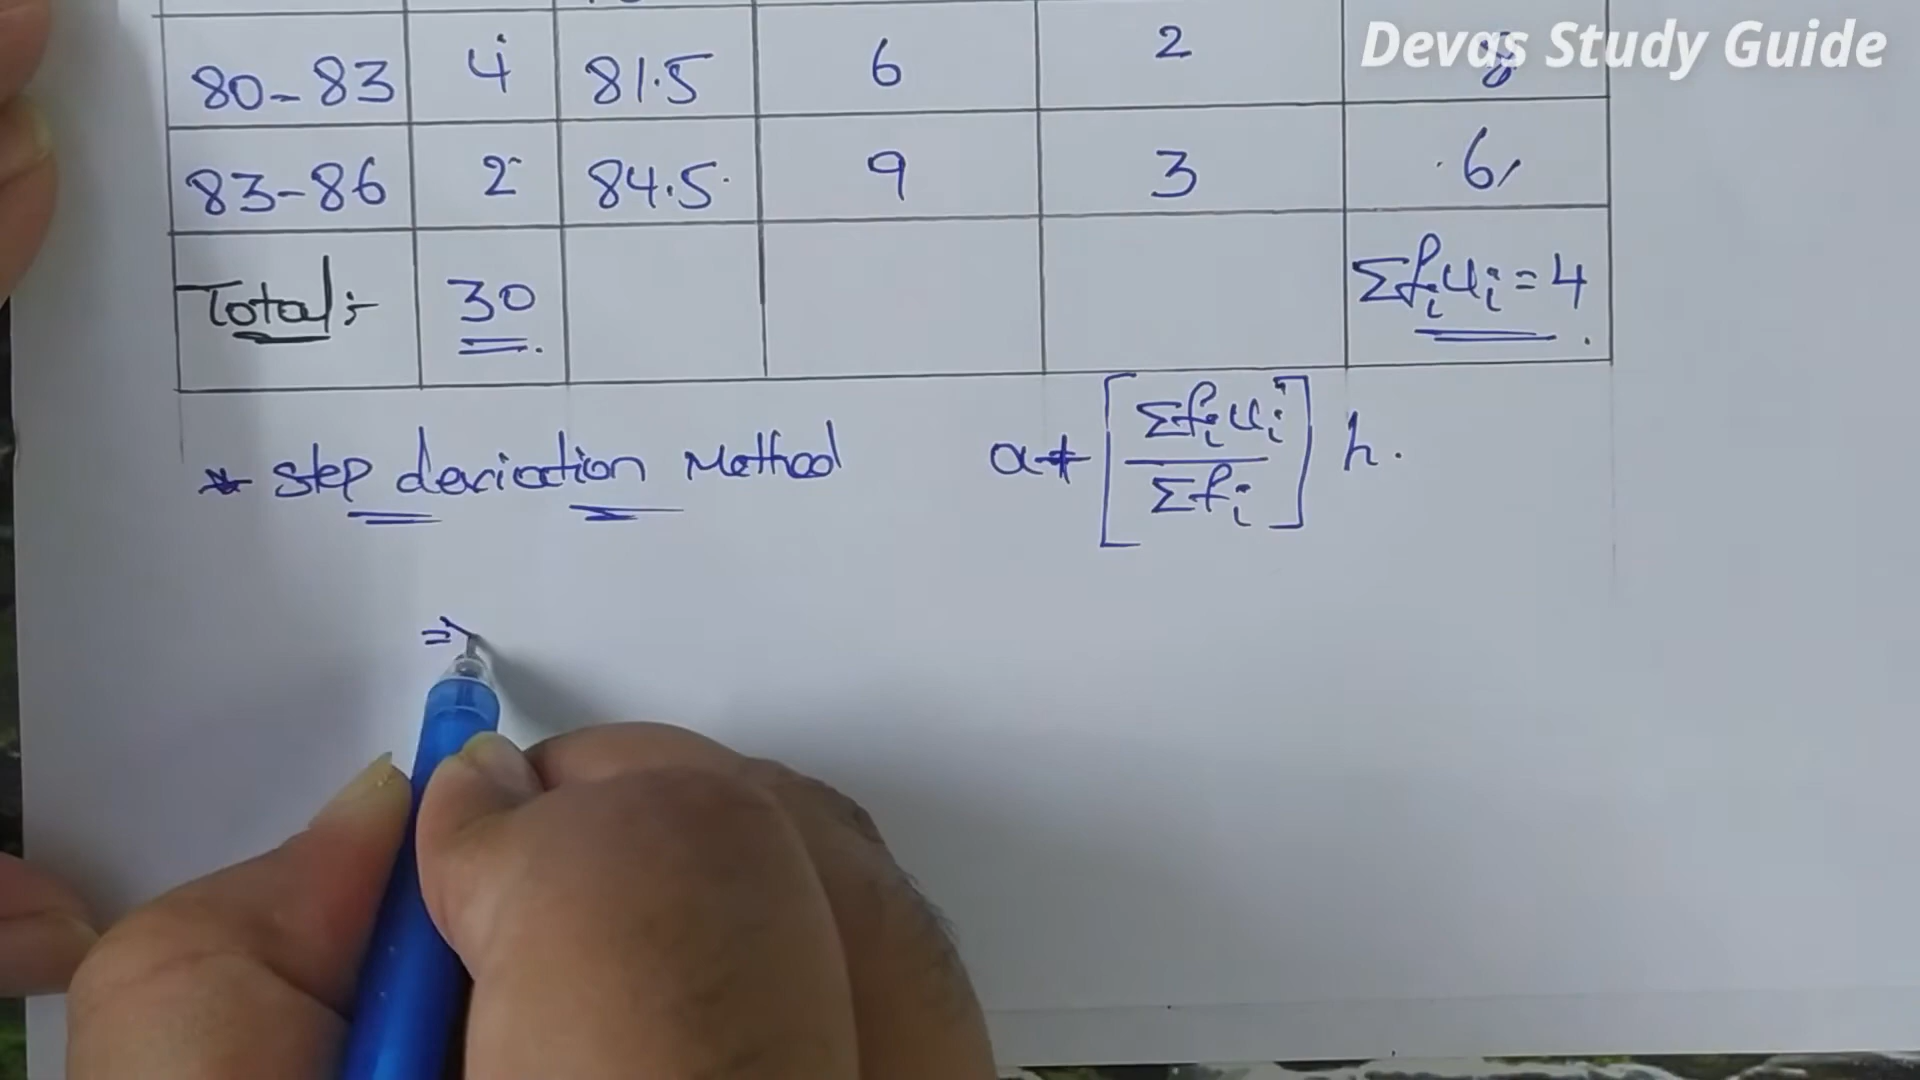 Devas Study Guide
80-83 4 81.5 6 2 8
83-86 2 84.5 9 3 6
Total:- 30 Σfᵢuᵢ=4
* Step deviation Method a+[Σfᵢuᵢ/Σfᵢ] h.
=>